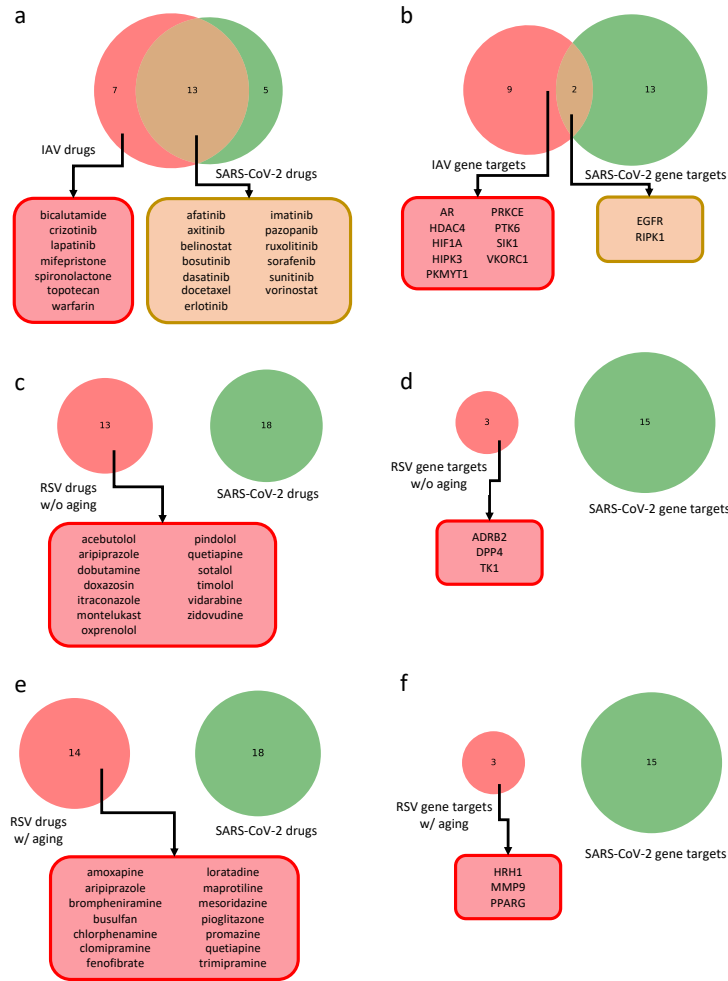 a
7
13
5
IAV drugs
SARS-CoV-2 drugs
bicalutamide
crizotinib
lapatinib
mifepristone
spironolactone
topotecan
warfarin
afatinib
axitinib
belinostat
bosutinib
dasatinib
docetaxel
erlotinib
imatinib
pazopanib
ruxolitinib
sorafenib
sunitinib
vorinostat
b
9
2
13
IAV gene targets
SARS-CoV-2 gene targets
AR
HDAC4
HIF1A
HIPK3
PKMYT1
PRKCE
PTK6
SIK1
VKORC1
EGFR
RIPK1
c
13
18
RSV drugs
w/o aging
SARS-CoV-2 drugs
acebutolol
aripiprazole
dobutamine
doxazosin
itraconazole
montelukast
oxprenolol
pindolol
quetiapine
sotalol
timolol
vidarabine
zidovudine
d
3
15
RSV gene targets
w/o aging
SARS-CoV-2 gene targets
ADRB2
DPP4
TK1
e
14
18
RSV drugs
w/ aging
SARS-CoV-2 drugs
amoxapine
aripiprazole
brompheniramine
busulfan
chlorphenamine
clomipramine
fenofibrate
loratadine
maprotiline
mesoridazine
pioglitazone
promazine
quetiapine
trimipramine
f
3
15
RSV gene targets
w/ aging
SARS-CoV-2 gene targets
HRH1
MMP9
PPARG